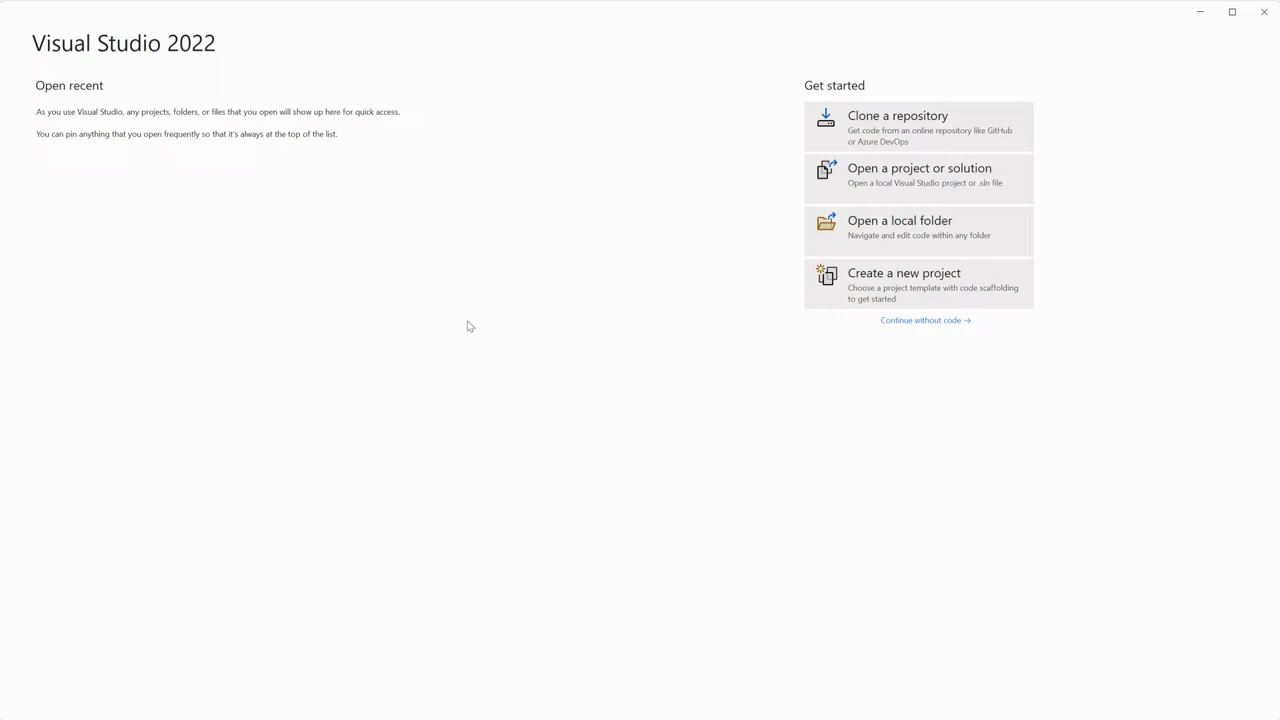 Visual Studio 2022
Open recent
As you use Visual Studio, any projects, folders, or files that you open will show up here for quick access.
You can pin anything that you open frequently so that it's always at the top of the list.
Get started
Clone a repository
Get code from an online repository like GitHub
or Azure DevOps
Open a project or solution
Open a local Visual Studio project or .sln file
Open a local folder
Navigate and edit code within any folder
Create a new project
Choose a project template with code scaffolding
to get started
Continue without code →